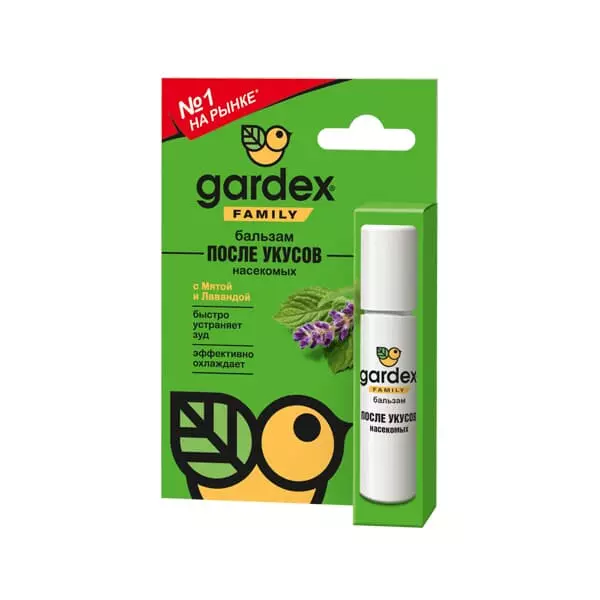 №1
НА РЫНКЕ*
gardex®
FAMILY
бальзам
ПОСЛЕ УКУСОВ
насекомых
с Мятой
и Лавандой
быстро
устраняет
зуд
эффективно
охлаждает
gardex
FAMILY
бальзам
ПОСЛЕ УКУСОВ
насекомых